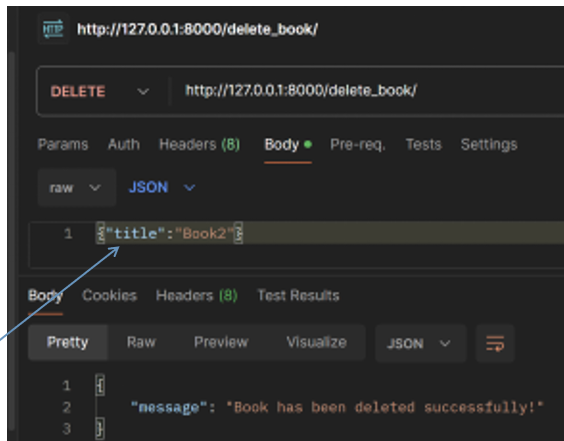 HTTP http://127.0.0.1:8000/delete_book/
DELETE http://127.0.0.1:8000/delete_book/
Params Auth Headers (8) Body Pre-req. Tests Settings
raw JSON
1 {"title":"Book2"}
Body Cookies Headers (8) Test Results
Pretty Raw Preview Visualize JSON
1 {
2 "message": "Book has been deleted successfully!"
3 }